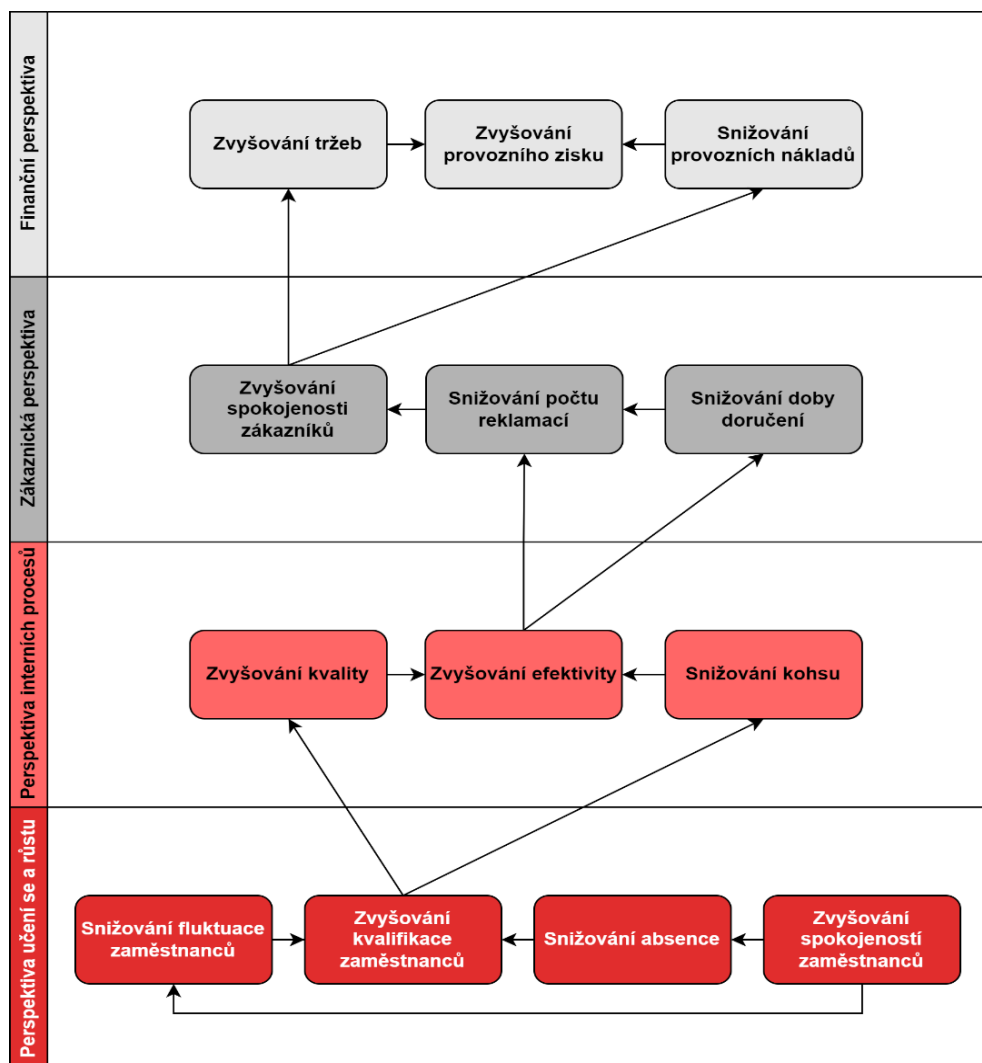 Finanční perspektiva
Zvyšování tržeb
Zvyšování
provozního zisku
Snižování
provozních nákladů
Zákaznická perspektiva
Zvyšování
spokojenosti
zákazníků
Snižování počtu
reklamací
Snižování doby
doručení
Perspektiva interních procesů
Zvyšování kvality
Zvyšování efektivity
Snižování kohsu
Perspektiva učení se a růstu
Snižování fluktuace
zaměstnanců
Zvyšování
kvalifikace
zaměstnanců
Snižování absence
Zvyšování
spokojeností
zaměstnanců